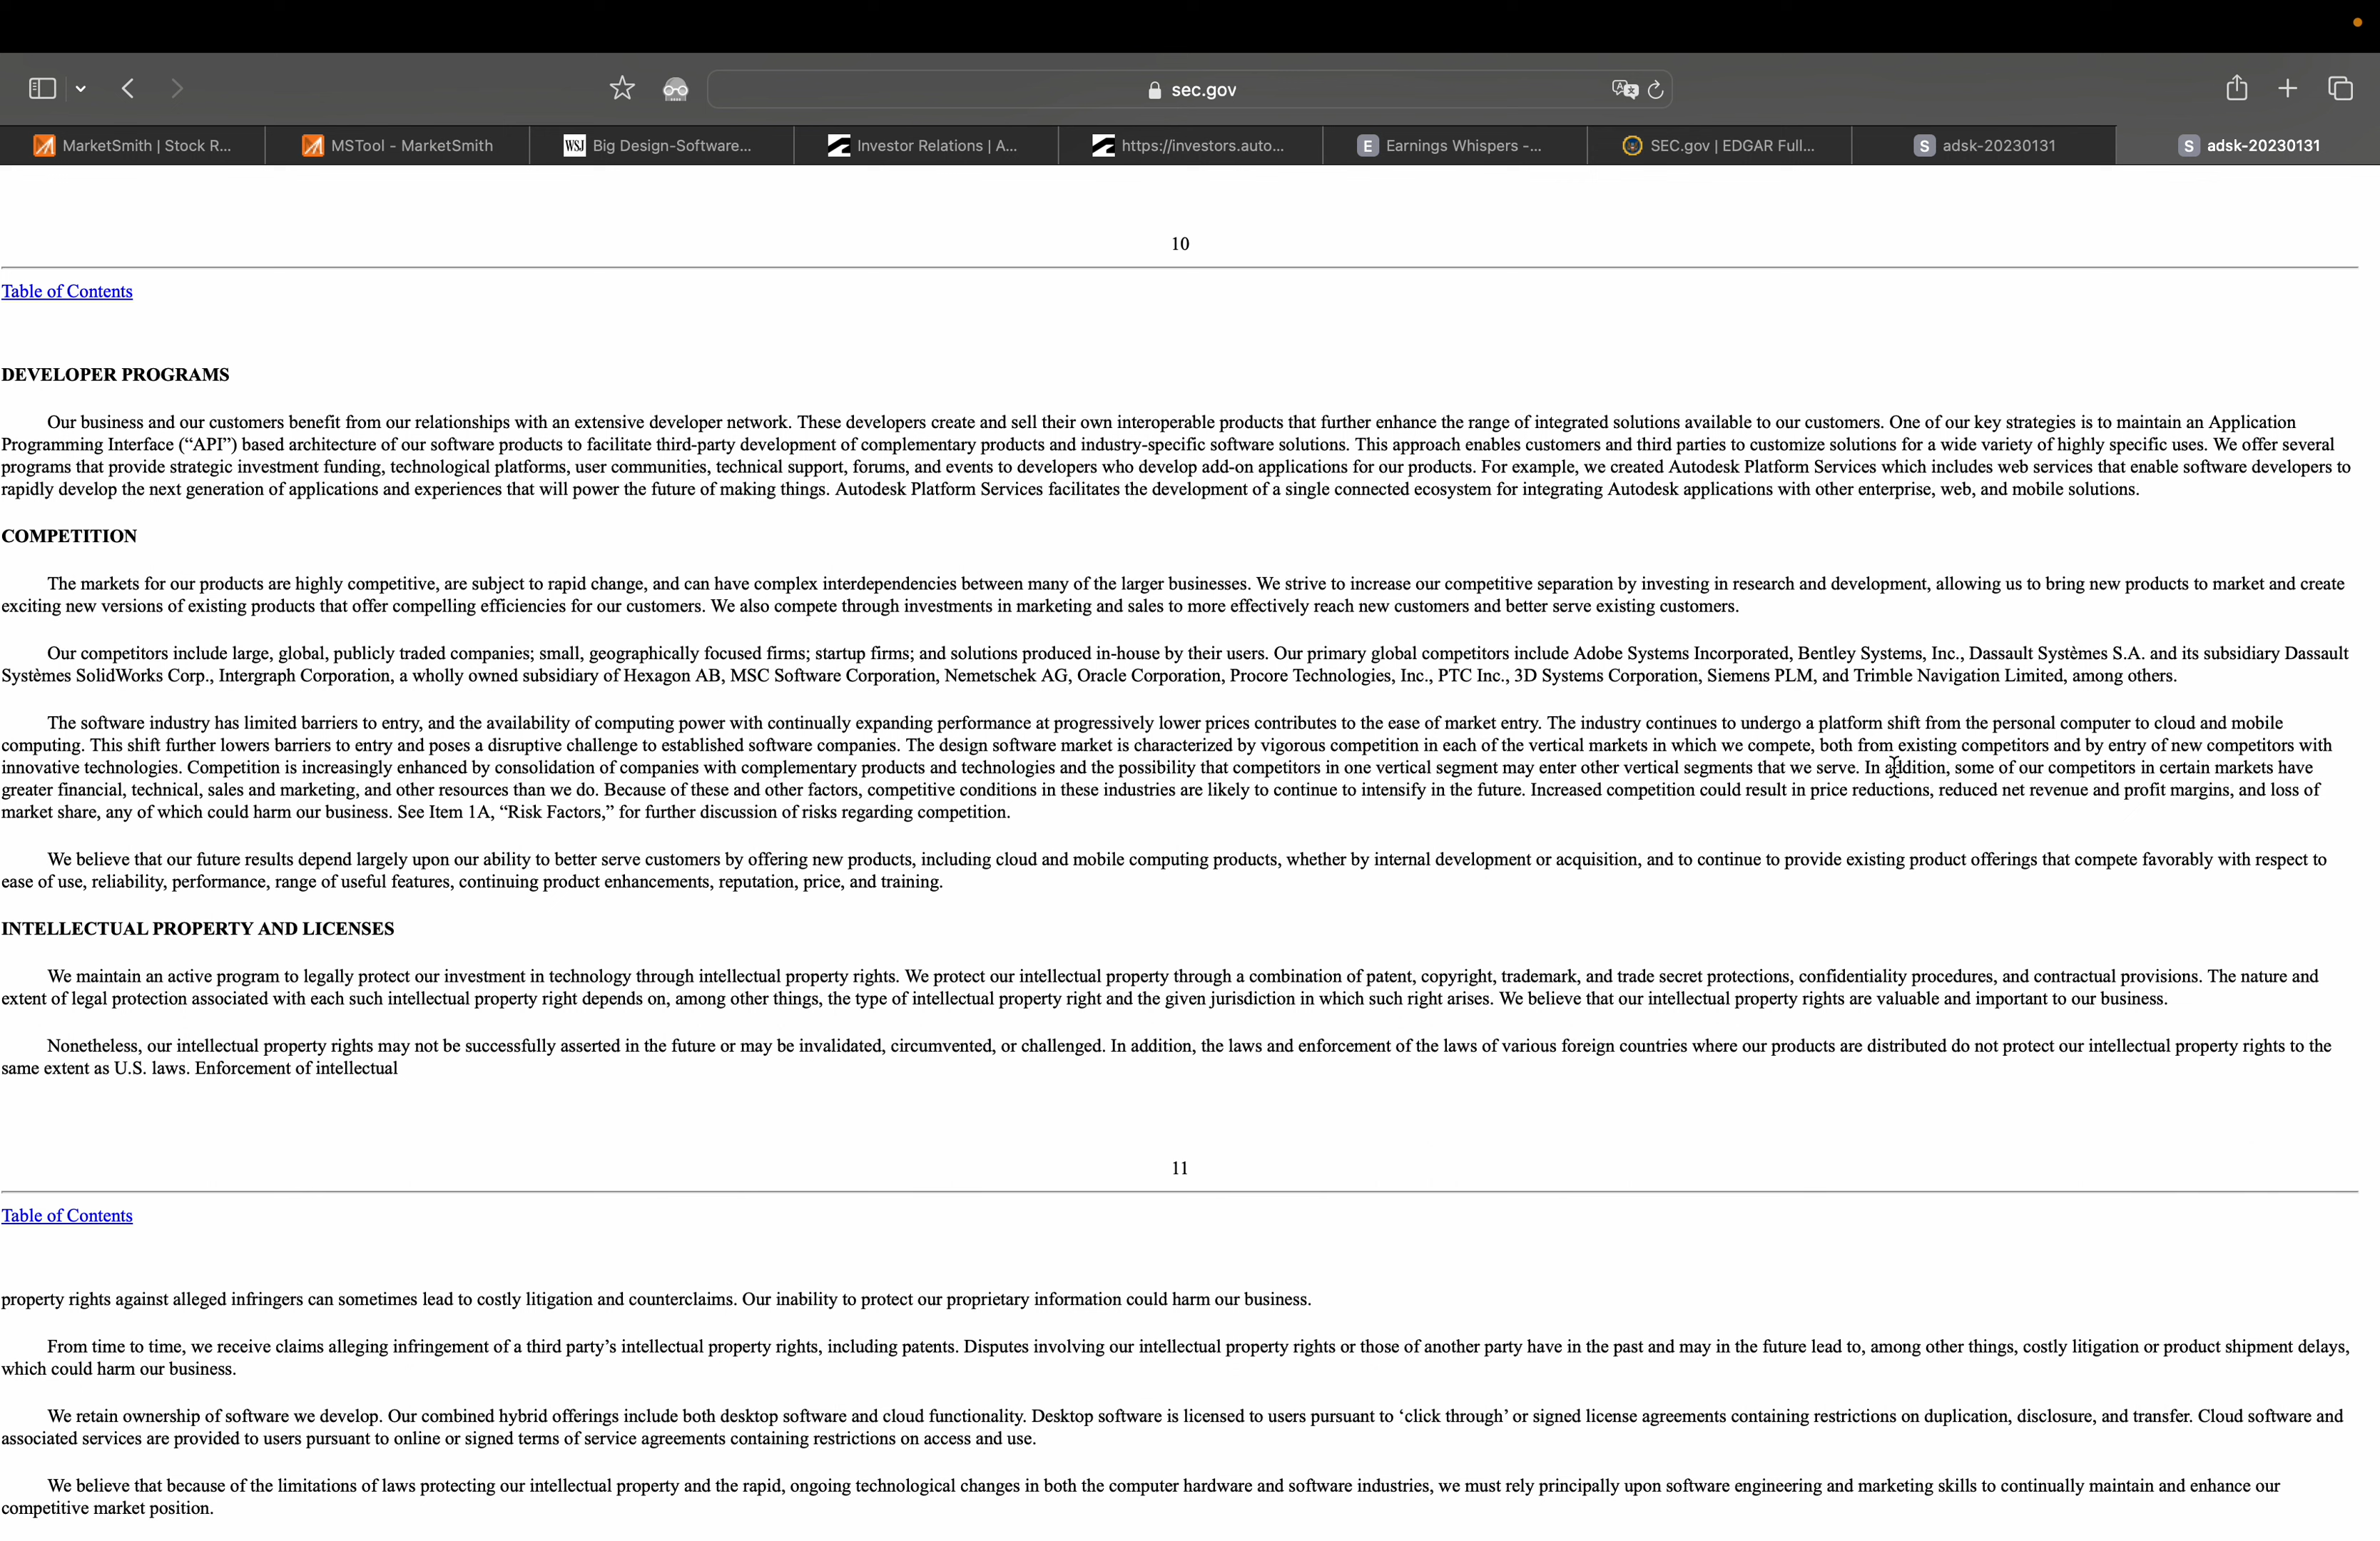 sec.gov
MarketSmith | Stock R...
MSTool - MarketSmith
WSJ Big Design-Software...
Investor Relations | A...
https://investors.auto...
E Earnings Whispers -...
SEC.gov | EDGAR Full...
S adsk-20230131
S adsk-20230131
10
Table of Contents
DEVELOPER PROGRAMS
Our business and our customers benefit from our relationships with an extensive developer network. These developers create and sell their own interoperable products that further enhance the range of integrated solutions available to our customers. One of our key strategies is to maintain an Application
Programming Interface (“API”) based architecture of our software products to facilitate third-party development of complementary products and industry-specific software solutions. This approach enables customers and third parties to customize solutions for a wide variety of highly specific uses. We offer several
programs that provide strategic investment funding, technological platforms, user communities, technical support, forums, and events to developers who develop add-on applications for our products. For example, we created Autodesk Platform Services which includes web services that enable software developers to
rapidly develop the next generation of applications and experiences that will power the future of making things. Autodesk Platform Services facilitates the development of a single connected ecosystem for integrating Autodesk applications with other enterprise, web, and mobile solutions.
COMPETITION
The markets for our products are highly competitive, are subject to rapid change, and can have complex interdependencies between many of the larger businesses. We strive to increase our competitive separation by investing in research and development, allowing us to bring new products to market and create
exciting new versions of existing products that offer compelling efficiencies for our customers. We also compete through investments in marketing and sales to more effectively reach new customers and better serve existing customers.
Our competitors include large, global, publicly traded companies; small, geographically focused firms; startup firms; and solutions produced in-house by their users. Our primary global competitors include Adobe Systems Incorporated, Bentley Systems, Inc., Dassault Systèmes S.A. and its subsidiary Dassault
Systèmes SolidWorks Corp., Intergraph Corporation, a wholly owned subsidiary of Hexagon AB, MSC Software Corporation, Nemetschek AG, Oracle Corporation, Procore Technologies, Inc., PTC Inc., 3D Systems Corporation, Siemens PLM, and Trimble Navigation Limited, among others.
The software industry has limited barriers to entry, and the availability of computing power with continually expanding performance at progressively lower prices contributes to the ease of market entry. The industry continues to undergo a platform shift from the personal computer to cloud and mobile
computing. This shift further lowers barriers to entry and poses a disruptive challenge to established software companies. The design software market is characterized by vigorous competition in each of the vertical markets in which we compete, both from existing competitors and by entry of new competitors with
innovative technologies. Competition is increasingly enhanced by consolidation of companies with complementary products and technologies and the possibility that competitors in one vertical segment may enter other vertical segments that we serve. In addition, some of our competitors in certain markets have
greater financial, technical, sales and marketing, and other resources than we do. Because of these and other factors, competitive conditions in these industries are likely to continue to intensify in the future. Increased competition could result in price reductions, reduced net revenue and profit margins, and loss of
market share, any of which could harm our business. See Item 1A, “Risk Factors,” for further discussion of risks regarding competition.
We believe that our future results depend largely upon our ability to better serve customers by offering new products, including cloud and mobile computing products, whether by internal development or acquisition, and to continue to provide existing product offerings that compete favorably with respect to
ease of use, reliability, performance, range of useful features, continuing product enhancements, reputation, price, and training.
INTELLECTUAL PROPERTY AND LICENSES
We maintain an active program to legally protect our investment in technology through intellectual property rights. We protect our intellectual property through a combination of patent, copyright, trademark, and trade secret protections, confidentiality procedures, and contractual provisions. The nature and
extent of legal protection associated with each such intellectual property right depends on, among other things, the type of intellectual property right and the given jurisdiction in which such right arises. We believe that our intellectual property rights are valuable and important to our business.
Nonetheless, our intellectual property rights may not be successfully asserted in the future or may be invalidated, circumvented, or challenged. In addition, the laws and enforcement of the laws of various foreign countries where our products are distributed do not protect our intellectual property rights to the
same extent as U.S. laws. Enforcement of intellectual
11
Table of Contents
property rights against alleged infringers can sometimes lead to costly litigation and counterclaims. Our inability to protect our proprietary information could harm our business.
From time to time, we receive claims alleging infringement of a third party’s intellectual property rights, including patents. Disputes involving our intellectual property rights or those of another party have in the past and may in the future lead to, among other things, costly litigation or product shipment delays,
which could harm our business.
We retain ownership of software we develop. Our combined hybrid offerings include both desktop software and cloud functionality. Desktop software is licensed to users pursuant to ‘click through’ or signed license agreements containing restrictions on duplication, disclosure, and transfer. Cloud software and
associated services are provided to users pursuant to online or signed terms of service agreements containing restrictions on access and use.
We believe that because of the limitations of laws protecting our intellectual property and the rapid, ongoing technological changes in both the computer hardware and software industries, we must rely principally upon software engineering and marketing skills to continually maintain and enhance our
competitive market position.